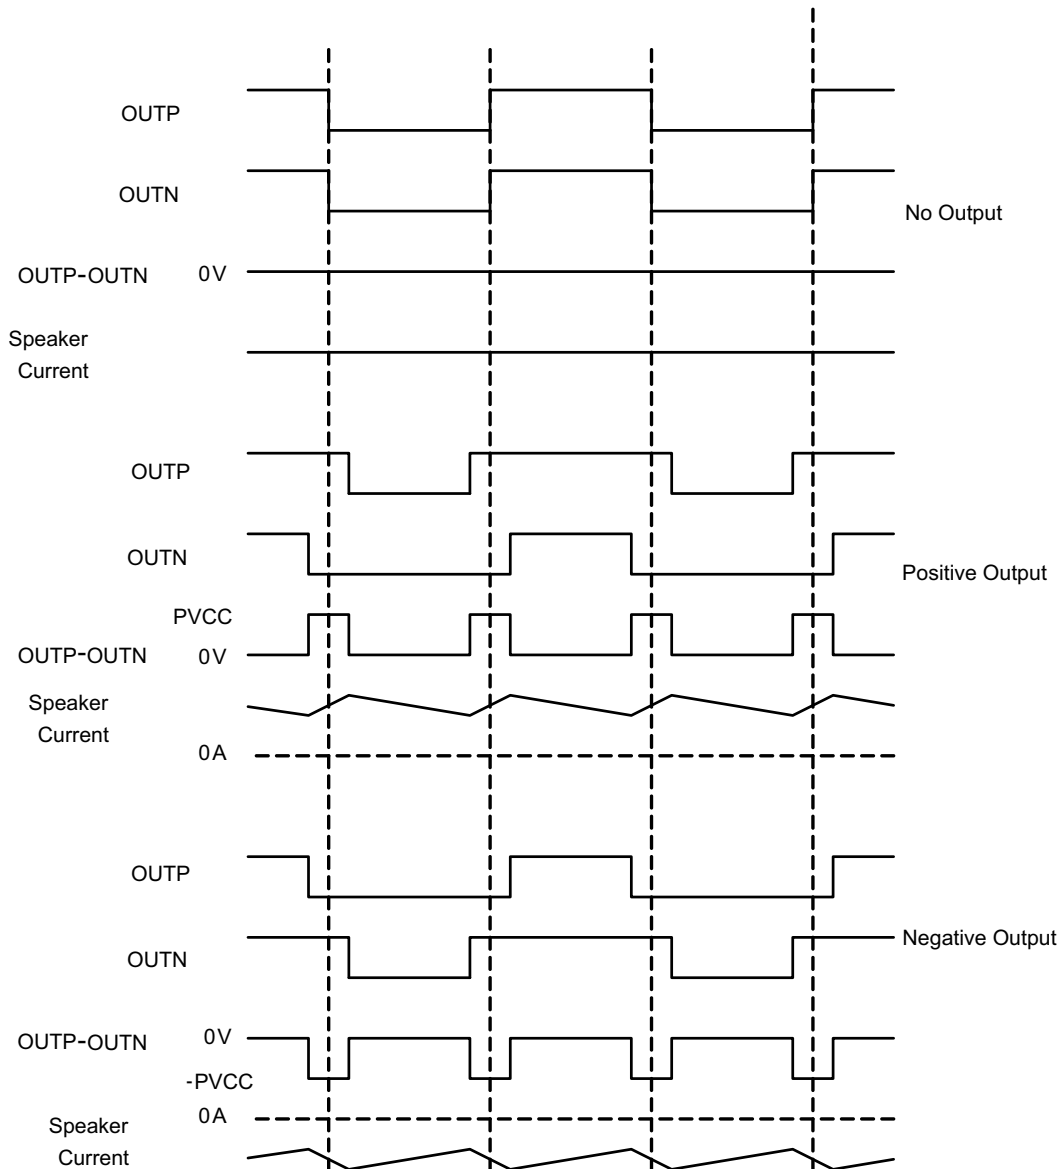 OUTP
OUTN
No Output
OUTP-OUTN 0V
Speaker
Current
OUTP
OUTN
Positive Output
PVCC
OUTP-OUTN 0V
Speaker
Current
0A
OUTP
Negative Output
OUTN
OUTP-OUTN 0V
-PVCC
0A
Speaker
Current